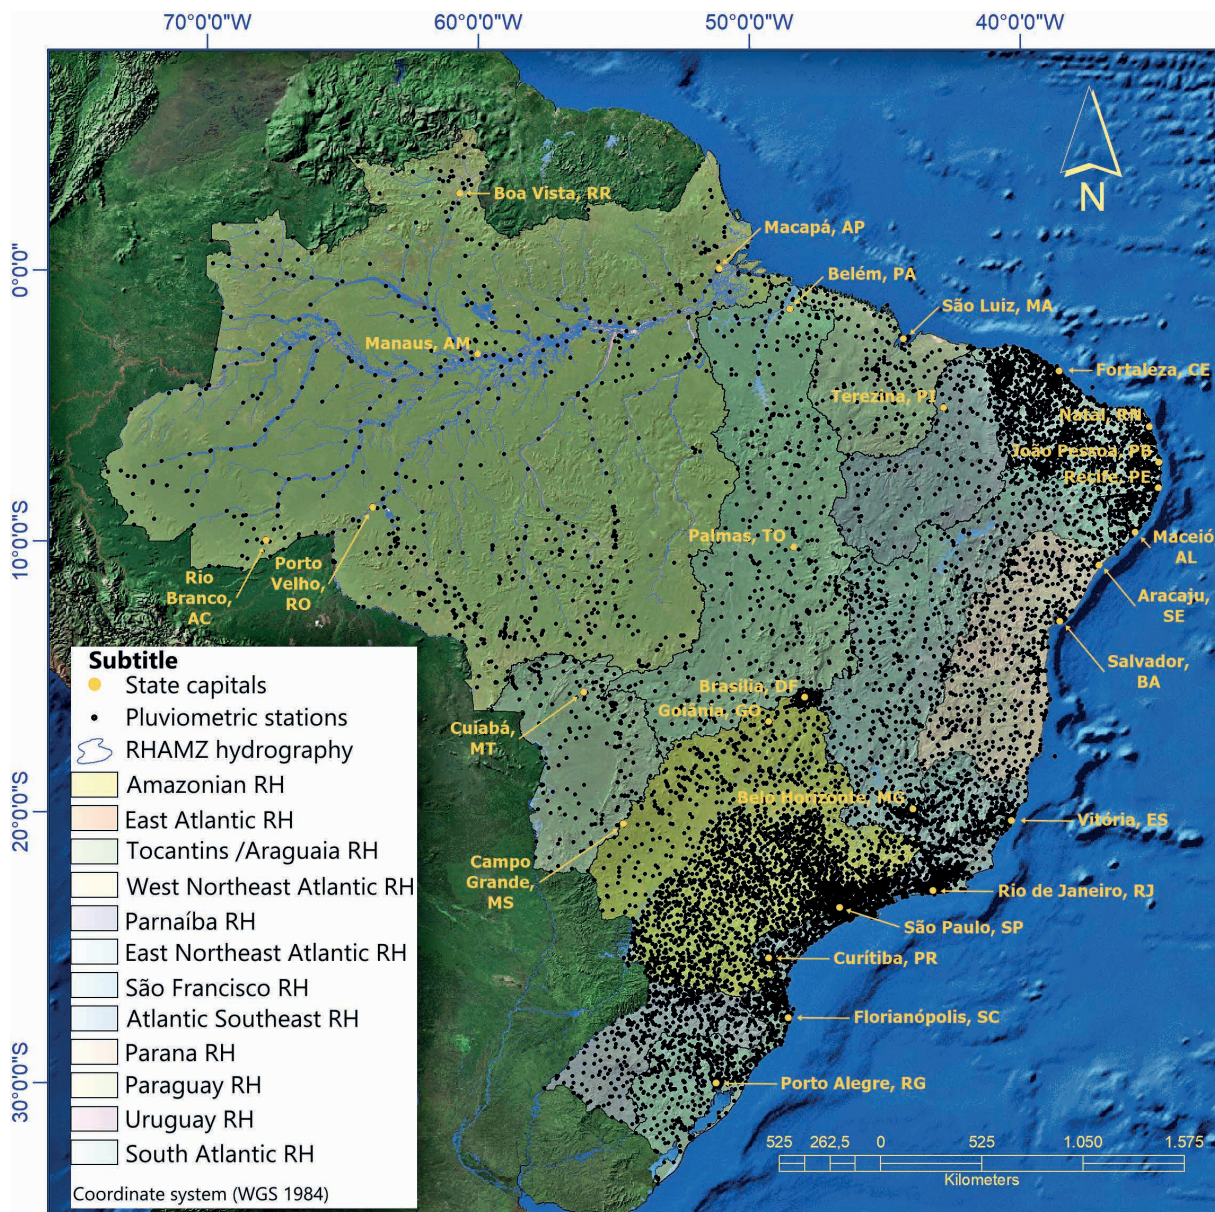 70°0'0"W
60°0'0"W
50°0'0"W
40°0'0"W
0°0'0"
10°0'0"S
20°0'0"S
30°0'0"S
N
Boa Vista, RR
Macapá, AP
Belém, PA
São Luiz, MA
Manaus, AM
Fortaleza, CE
Terezina, PI
Natal, RN
João Pessoa, PB
Recife, PE
Palmas, TO
Maceió
AL
Rio
Branco,
AC
Porto
Velho,
RO
Aracaju,
SE
Salvador,
BA
Brasilia, DF
Goiânia, GO
Cuiabá,
MT
Belo Horizonte, MG
Vitória, ES
Campo
Grande,
MS
Rio de Janeiro, RJ
São Paulo, SP
Curítiba, PR
Florianópolis, SC
Porto Alegre, RG
Subtitle
State capitals
Pluviometric stations
RHAMZ hydrography
Amazonian RH
East Atlantic RH
Tocantins /Araguaia RH
West Northeast Atlantic RH
Parnaíba RH
East Northeast Atlantic RH
São Francisco RH
Atlantic Southeast RH
Parana RH
Paraguay RH
Uruguay RH
South Atlantic RH
Coordinate system (WGS 1984)
525 262,5 0 525 1.050 1.575
Kilometers